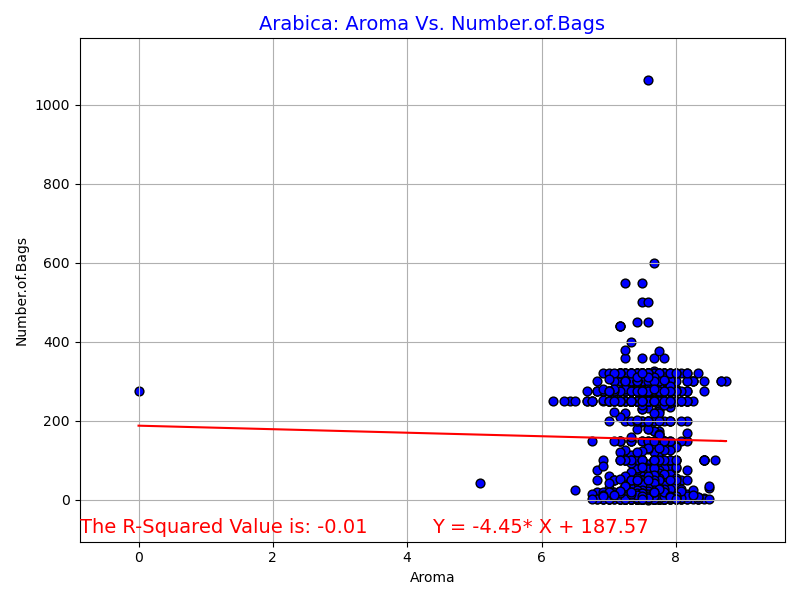 Arabica: Aroma Vs. Number.of.Bags
Number.of.Bags
1000
800
600
400
200
0
The R-Squared Value is: -0.01
Y = -4.45* X + 187.57
0 2 4 6 8
Aroma